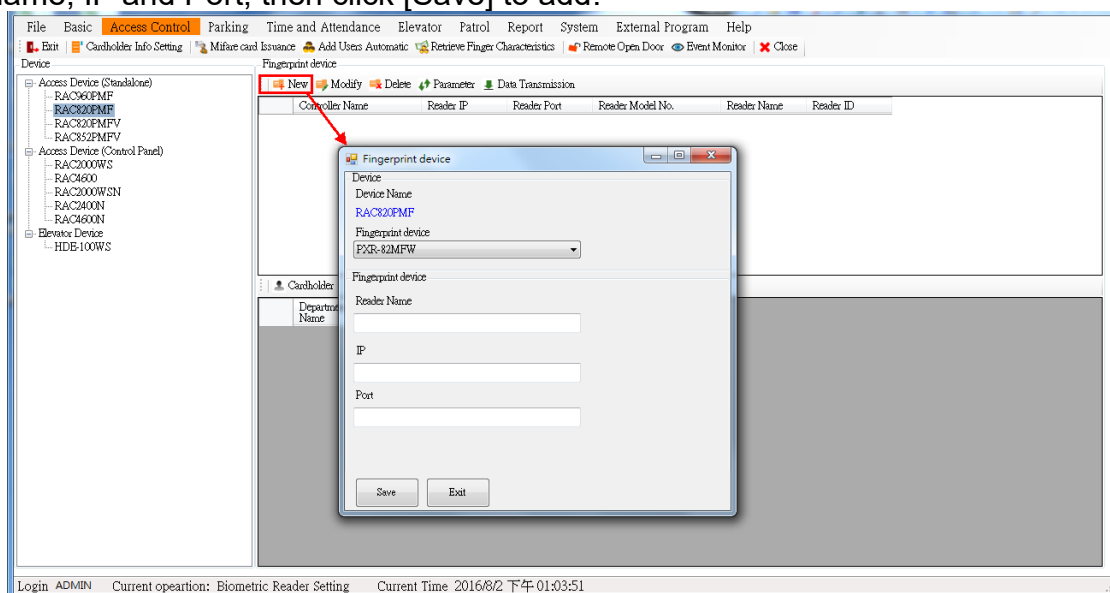 ame, IP and Port, then click [Save] to add.
File Basic Access Control Parking Time and Attendance Elevator Patrol Report System External Program Help
Exit Cardholder Info Setting Mifare card Issuance Add Users Automatic Retrieve Finger Characteristics Remote Open Door Event Monitor Close
Device
Fingerprint device
Access Device (Standalone)
RAC960PMF
RAC820PMF
RAC820PMFV
RAC852PMFV
Access Device (Control Panel)
RAC2000WS
RAC4600
RAC2000WSN
RAC2400N
RAC4600N
Elevator Device
HDE-100WS
New Modify Delete Parameter Data Transmission
Controller Name Reader IP Reader Port Reader Model No. Reader Name Reader ID
Fingerprint device
Device
Device Name
RAC820PMF
Fingerprint device
PXR-82MFW
Fingerprint device
Reader Name
IP
Port
Save Exit
Cardholder
Departme
Name
Login ADMIN Current opeartion: Biometric Reader Setting Current Time 2016/8/2 下午 01:03:51